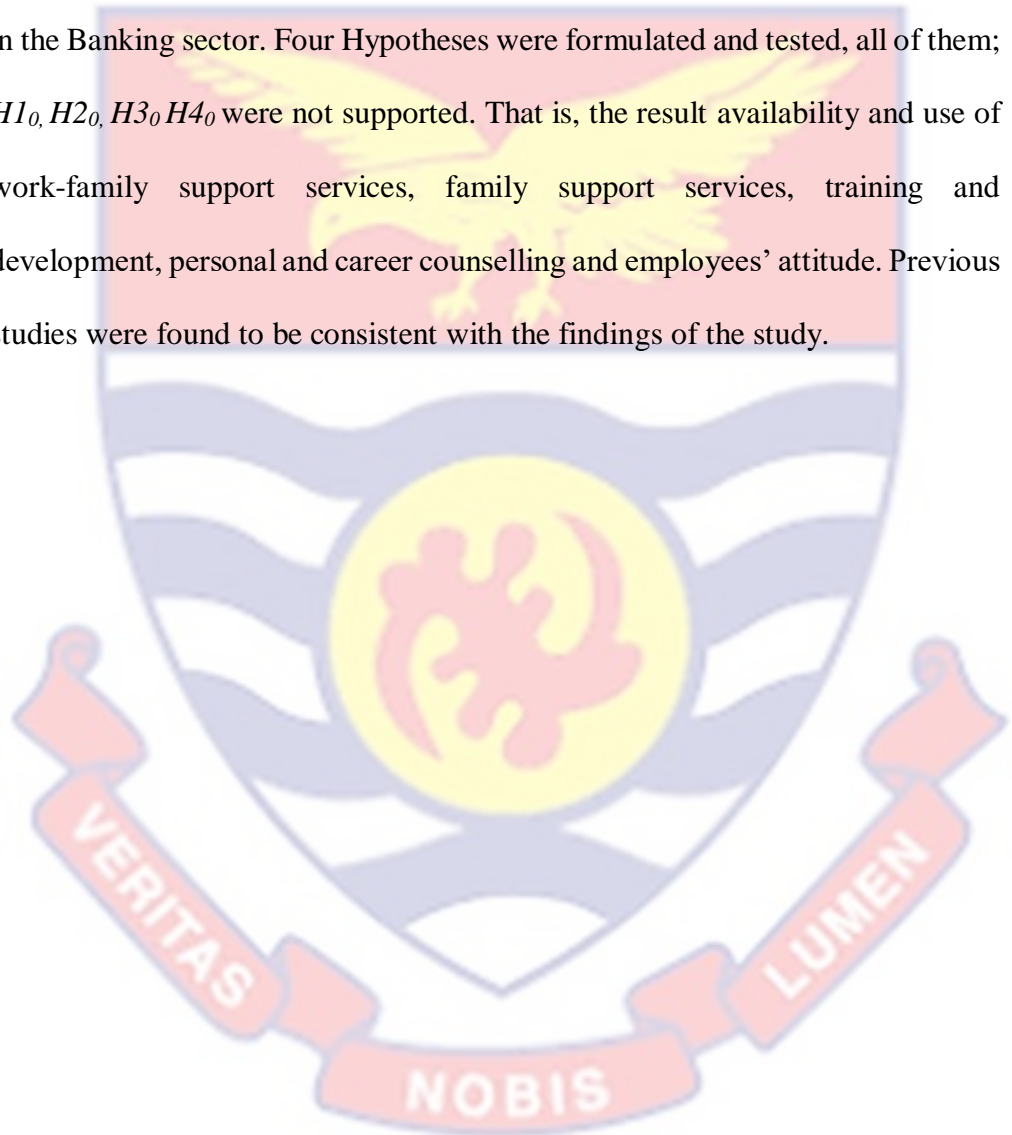 n the Banking sector. Four Hypotheses were formulated and tested, all of them;
H1₀, H2₀, H3₀ H4₀ were not supported. That is, the result availability and use of
work-family support services, family support services, training and
development, personal and career counselling and employees’ attitude. Previous
studies were found to be consistent with the findings of the study.
VERITAS
NOBIS
LUMEN